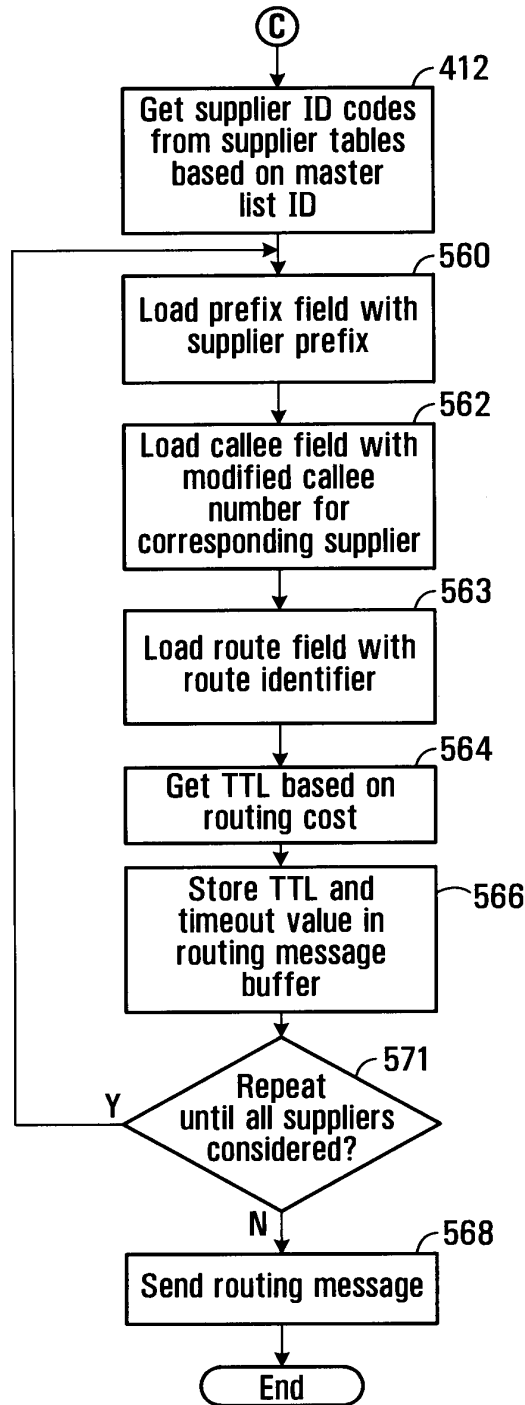 C
412
Get supplier ID codes
from supplier tables
based on master
list ID
560
Load prefix field with
supplier prefix
562
Load callee field with
modified callee
number for
corresponding supplier
563
Load route field with
route identifier
564
Get TTL based on
routing cost
566
Store TTL and
timeout value in
routing message
buffer
571
Repeat
until all suppliers
considered?
Y
N
568
Send routing message
End